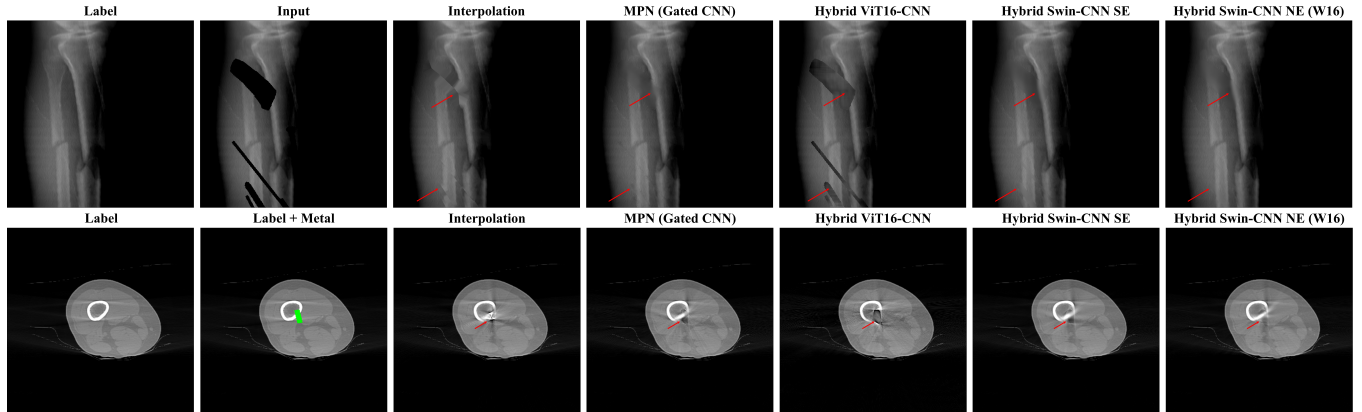 Label Input Interpolation MPN (Gated CNN) Hybrid ViT16-CNN Hybrid Swin-CNN SE Hybrid Swin-CNN NE (W16)
Label Label + Metal Interpolation MPN (Gated CNN) Hybrid ViT16-CNN Hybrid Swin-CNN SE Hybrid Swin-CNN NE (W16)